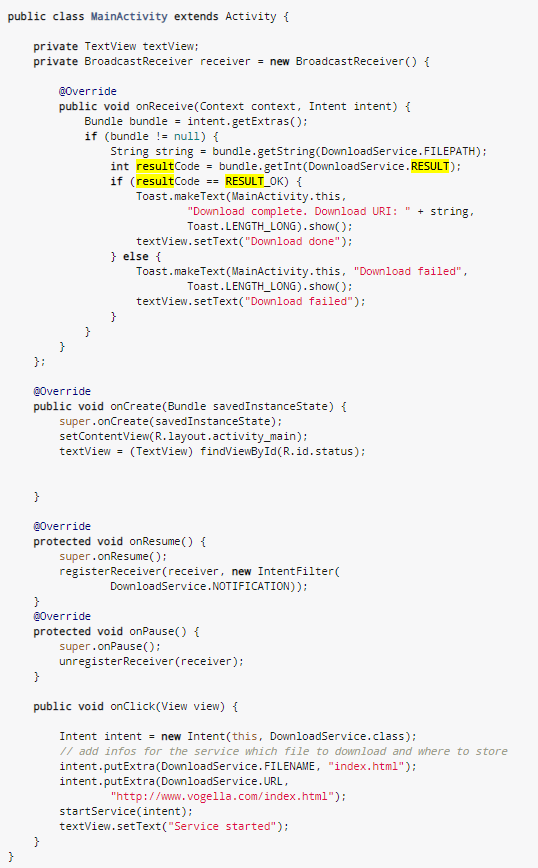 public class MainActivity extends Activity {
private TextView textView;
private BroadcastReceiver receiver = new BroadcastReceiver() {
@Override
public void onReceive(Context context, Intent intent) {
Bundle bundle = intent.getExtras();
if (bundle != null) {
String string = bundle.getString(DownloadService.FILEPATH);
int resultCode = bundle.getInt(DownloadService.RESULT);
if (resultCode == RESULT_OK) {
Toast.makeText(MainActivity.this,
"Download complete. Download URI: " + string,
Toast.LENGTH_LONG).show();
textView.setText("Download done");
} else {
Toast.makeText(MainActivity.this, "Download failed",
Toast.LENGTH_LONG).show();
textView.setText("Download failed");
}
}
}
};
@Override
public void onCreate(Bundle savedInstanceState) {
super.onCreate(savedInstanceState);
setContentView(R.layout.activity_main);
textView = (TextView) findViewById(R.id.status);
}
@Override
protected void onResume() {
super.onResume();
registerReceiver(receiver, new IntentFilter(
DownloadService.NOTIFICATION));
}
@Override
protected void onPause() {
super.onPause();
unregisterReceiver(receiver);
}
public void onClick(View view) {
Intent intent = new Intent(this, DownloadService.class);
// add infos for the service which file to download and where to store
intent.putExtra(DownloadService.FILENAME, "index.html");
intent.putExtra(DownloadService.URL,
"http://www.vogella.com/index.html");
startService(intent);
textView.setText("Service started");
}
}